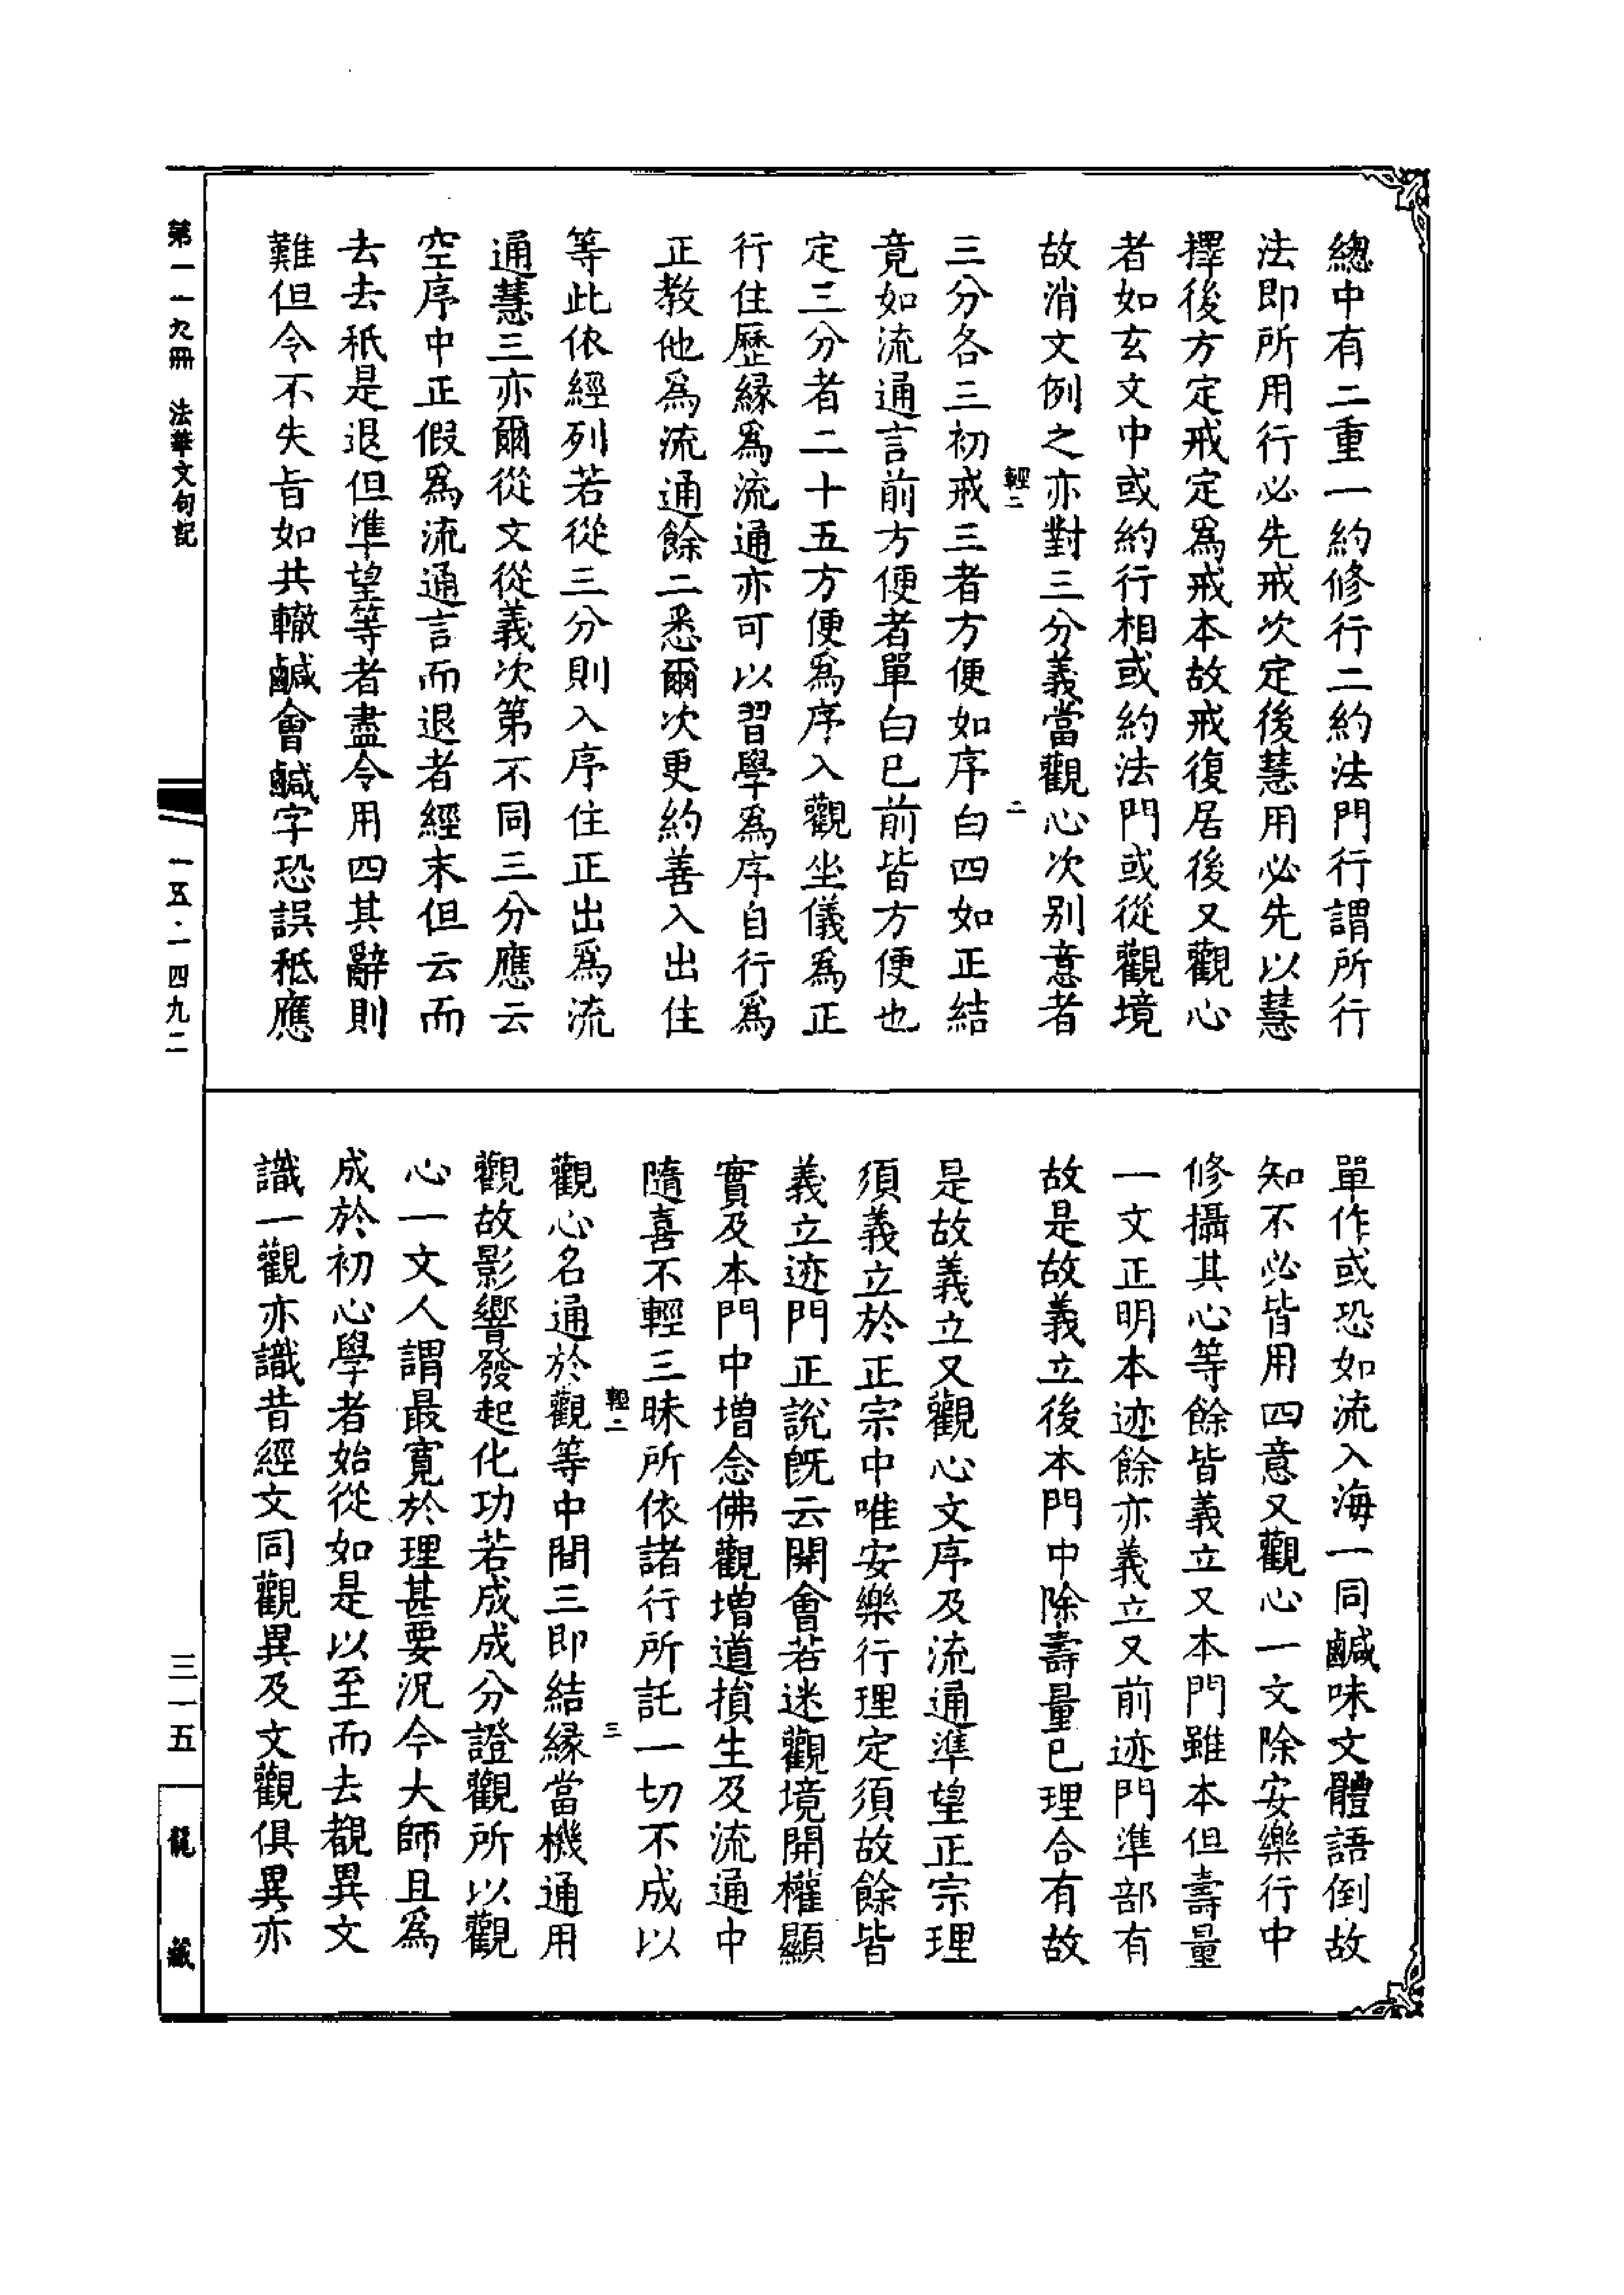 總中有二重一約修行二約法門行謂所行
法即所用行必先戒次定後慧用必先以慧
擇後方定戒定爲戒本故戒復居後又觀心
者如玄文中或約行相或約法門或從觀境
故消文例之亦對三分義當觀心次别意者
輕二
二
三分各三初戒三者方便如序白四如正結
竟如流通言前方便者單白已前皆方便也
定三分者二十五方便爲序入觀坐儀爲正
行住歷縁爲流通亦可以習學爲序自行爲
正教他爲流通餘二悉爾次更約善入出住
等此依經列若從三分則入序住正出爲流
通慧三亦爾從文從義次第不同三分應云
空序中正假爲流通言而退者經末但云而
去去秖是退但準望等者盡令用四其辭則
難但令不失旨如共轍鹹會鹹字恐誤秖應
單作或恐如流入海一同鹹味文體語倒故
知不必皆用四意又觀心一文除安樂行中
修攝其心等餘皆義立又本門雖本但壽量
一文正明本迹餘亦義立又前迹門準部有
故是故義立後本門中除壽量已理合有故
是故義立又觀心文序及流通準望正宗理
須義立於正宗中唯安樂行理定須故餘皆
義立迹門正說旣云開會若迷觀境開權顯
實及本門中増念佛觀増道損生及流通中
隨喜不輕三昧所依諸行所託一切不成以
輕二
三
觀心名通於觀等中間三即結縁當機通用
觀故影響發起化功若成成分證觀所以觀
心一文人謂最寬於理甚要況今大師且爲
成於初心學者始從如是以至而去覩異文
識一觀亦識昔經文同觀異及文觀俱異亦
第一一九冊 法華文句記
一五·一四九二
三一五
龍藏